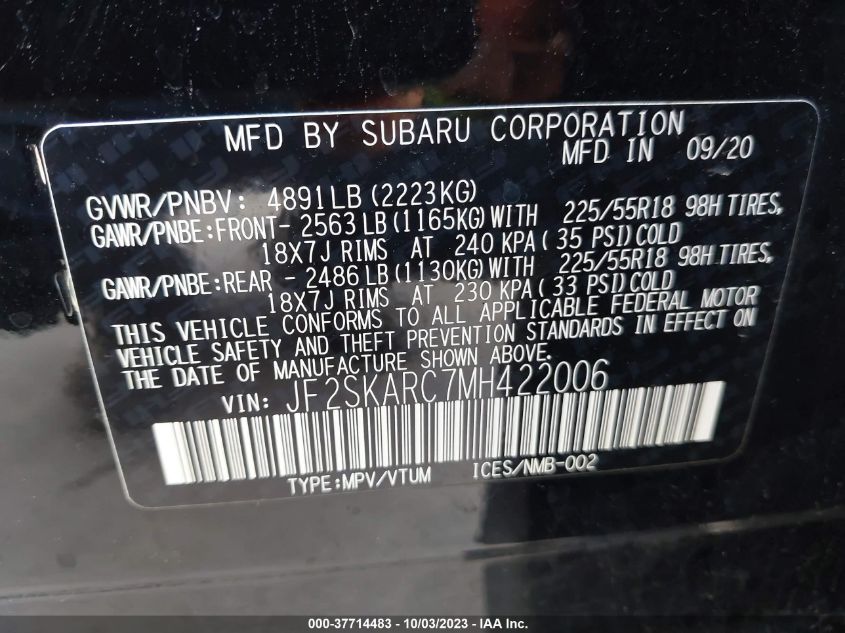 MFD BY SUBARU CORPORATION
MFD IN 09/20
GVWR/PNBV: 4891LB (2223KG)
GAWR/PNBE:FRONT- 2563 LB (1165KG) WITH 225/55R18 98H TIRES,
18X7J RIMS AT 240 KPA ( 35 PSI) COLD
GAWR/PNBE:REAR - 2486 LB (1130KG) WITH 225/55R18 98H TIRES,
18X7J RIMS AT 230 KPA ( 33 PSI) COLD
THIS VEHICLE CONFORMS TO ALL APPLICABLE FEDERAL MOTOR
VEHICLE SAFETY AND THEFT PREVENTION STANDARDS IN EFFECT ON
THE DATE OF MANUFACTURE SHOWN ABOVE.
VIN: JF2SKARC7MH422006
TYPE:MPV/VTUM ICES/NMB-002
000-37714483 - 10/03/2023 - IAA Inc.